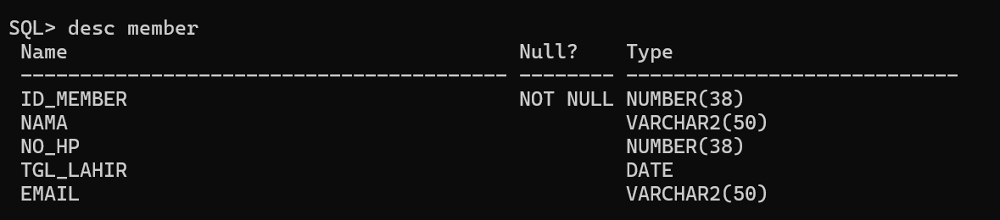 SQL> desc member
 Name                                      Null?    Type
 ----------------------------------------- -------- ----------------------------
 ID_MEMBER                                 NOT NULL NUMBER(38)
 NAMA                                               VARCHAR2(50)
 NO_HP                                              NUMBER(38)
 TGL_LAHIR                                          DATE
 EMAIL                                              VARCHAR2(50)